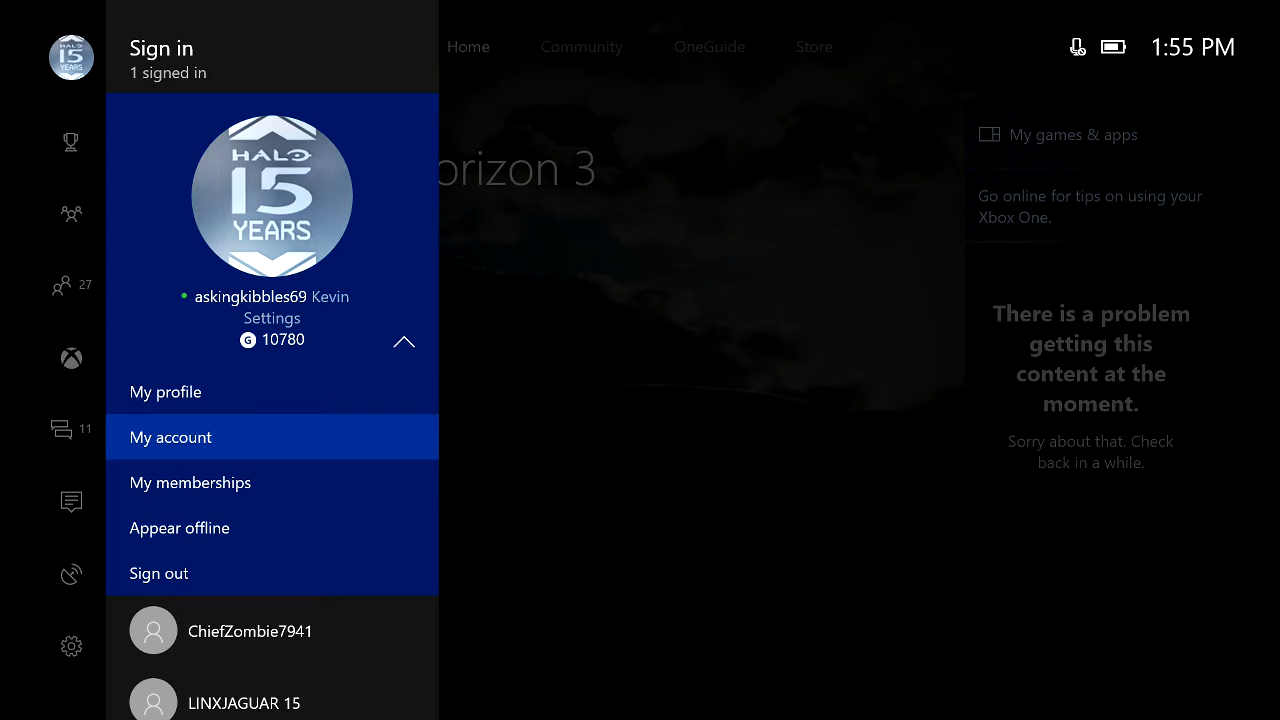 HALO
15
YEARS
Sign in
1 signed in
Home
Community
OneGuide
Store
1:55 PM
HALO
15
YEARS
askingkibbles69 Kevin
Settings
G 10780
My profile
My account
My memberships
Appear offline
Sign out
ChiefZombie7941
LINXJAGUAR 15
27
11
orizon 3
My games & apps
Go online for tips on using your
Xbox One.
There is a problem
getting this
content at the
moment.
Sorry about that. Check
back in a while.